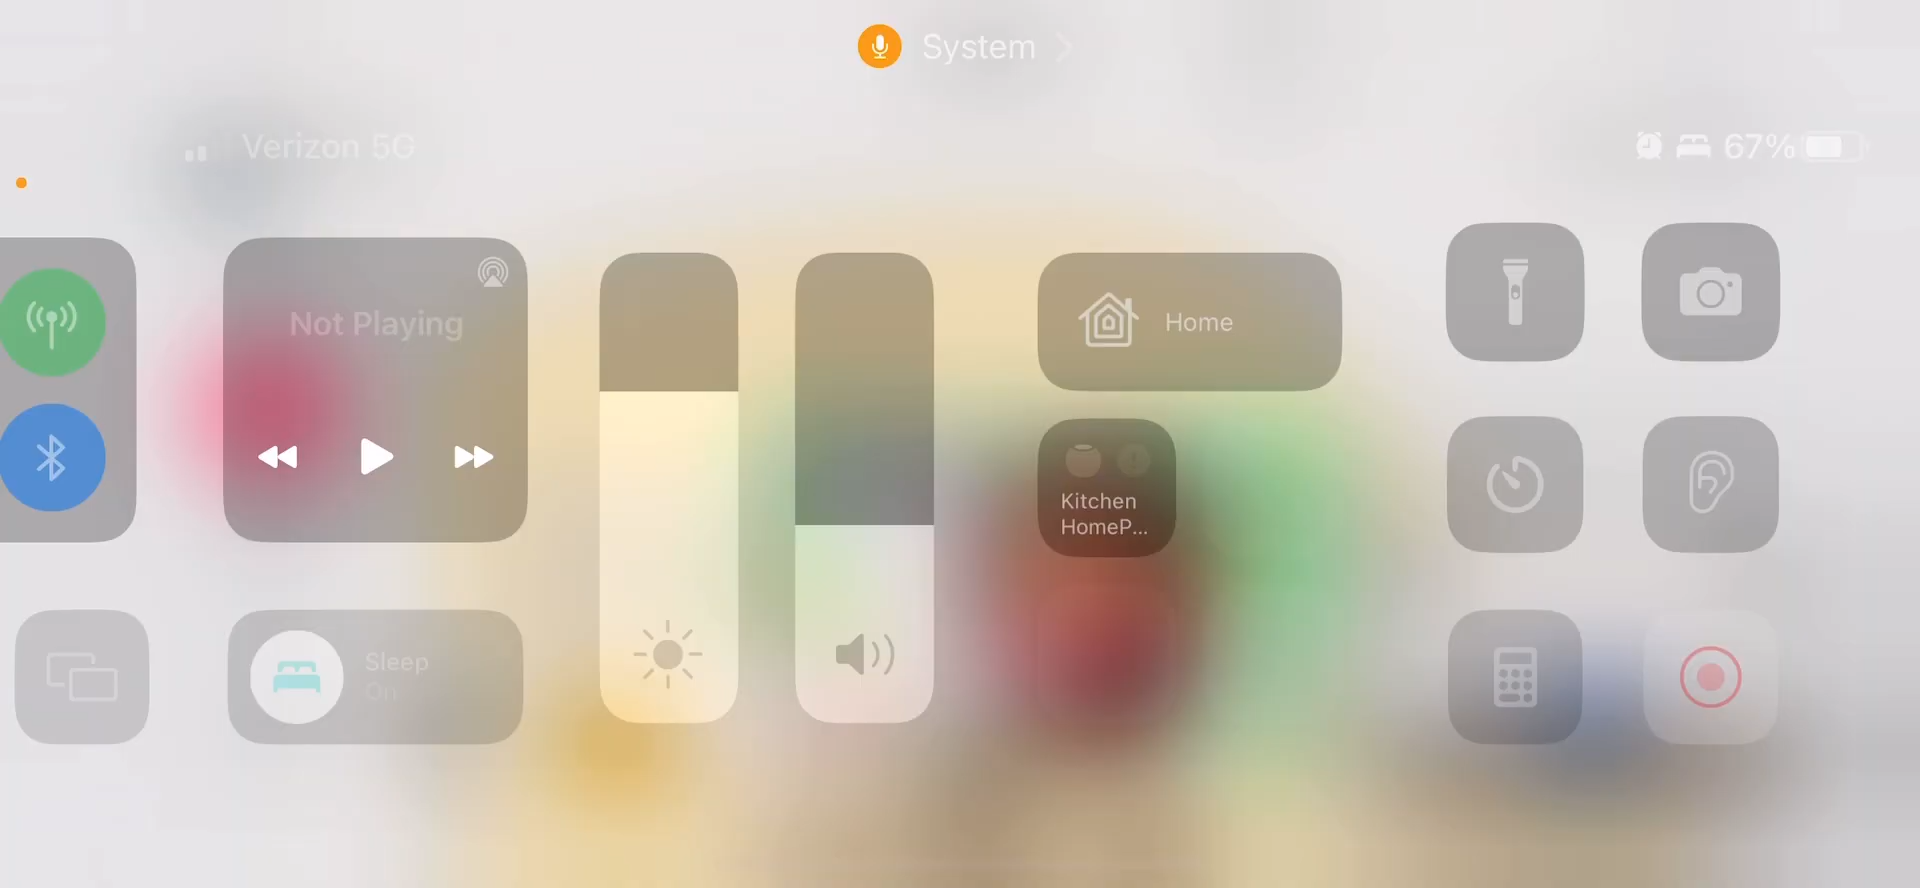 System
Verizon 5G
67%
Not Playing
Home
Kitchen
HomeP...
Sleep
On